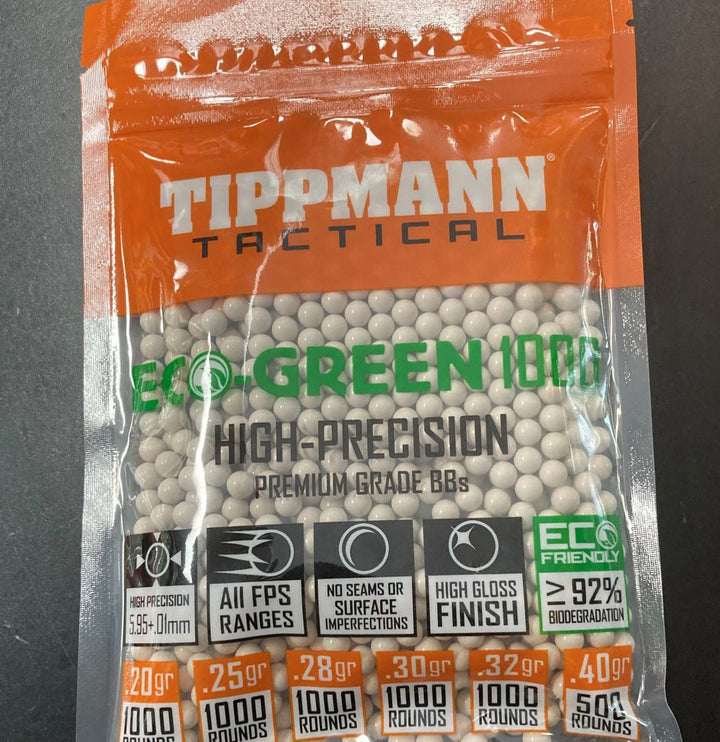 TIPPMANN®
TACTICAL
ECO-GREEN 1000
HIGH-PRECISION
PREMIUM GRADE BBs
HIGH PRECISION
5.95+.01mm
All FPS
RANGES
NO SEAMS OR
SURFACE
IMPERFECTIONS
HIGH GLOSS
FINISH
ECO
FRIENDLY
≥ 92%
BIODEGRADATION
.20gr
1000
ROUNDS
.25gr
1000
ROUNDS
.28gr
1000
ROUNDS
.30gr
1000
ROUNDS
.32gr
1000
ROUNDS
.40gr
500
ROUNDS